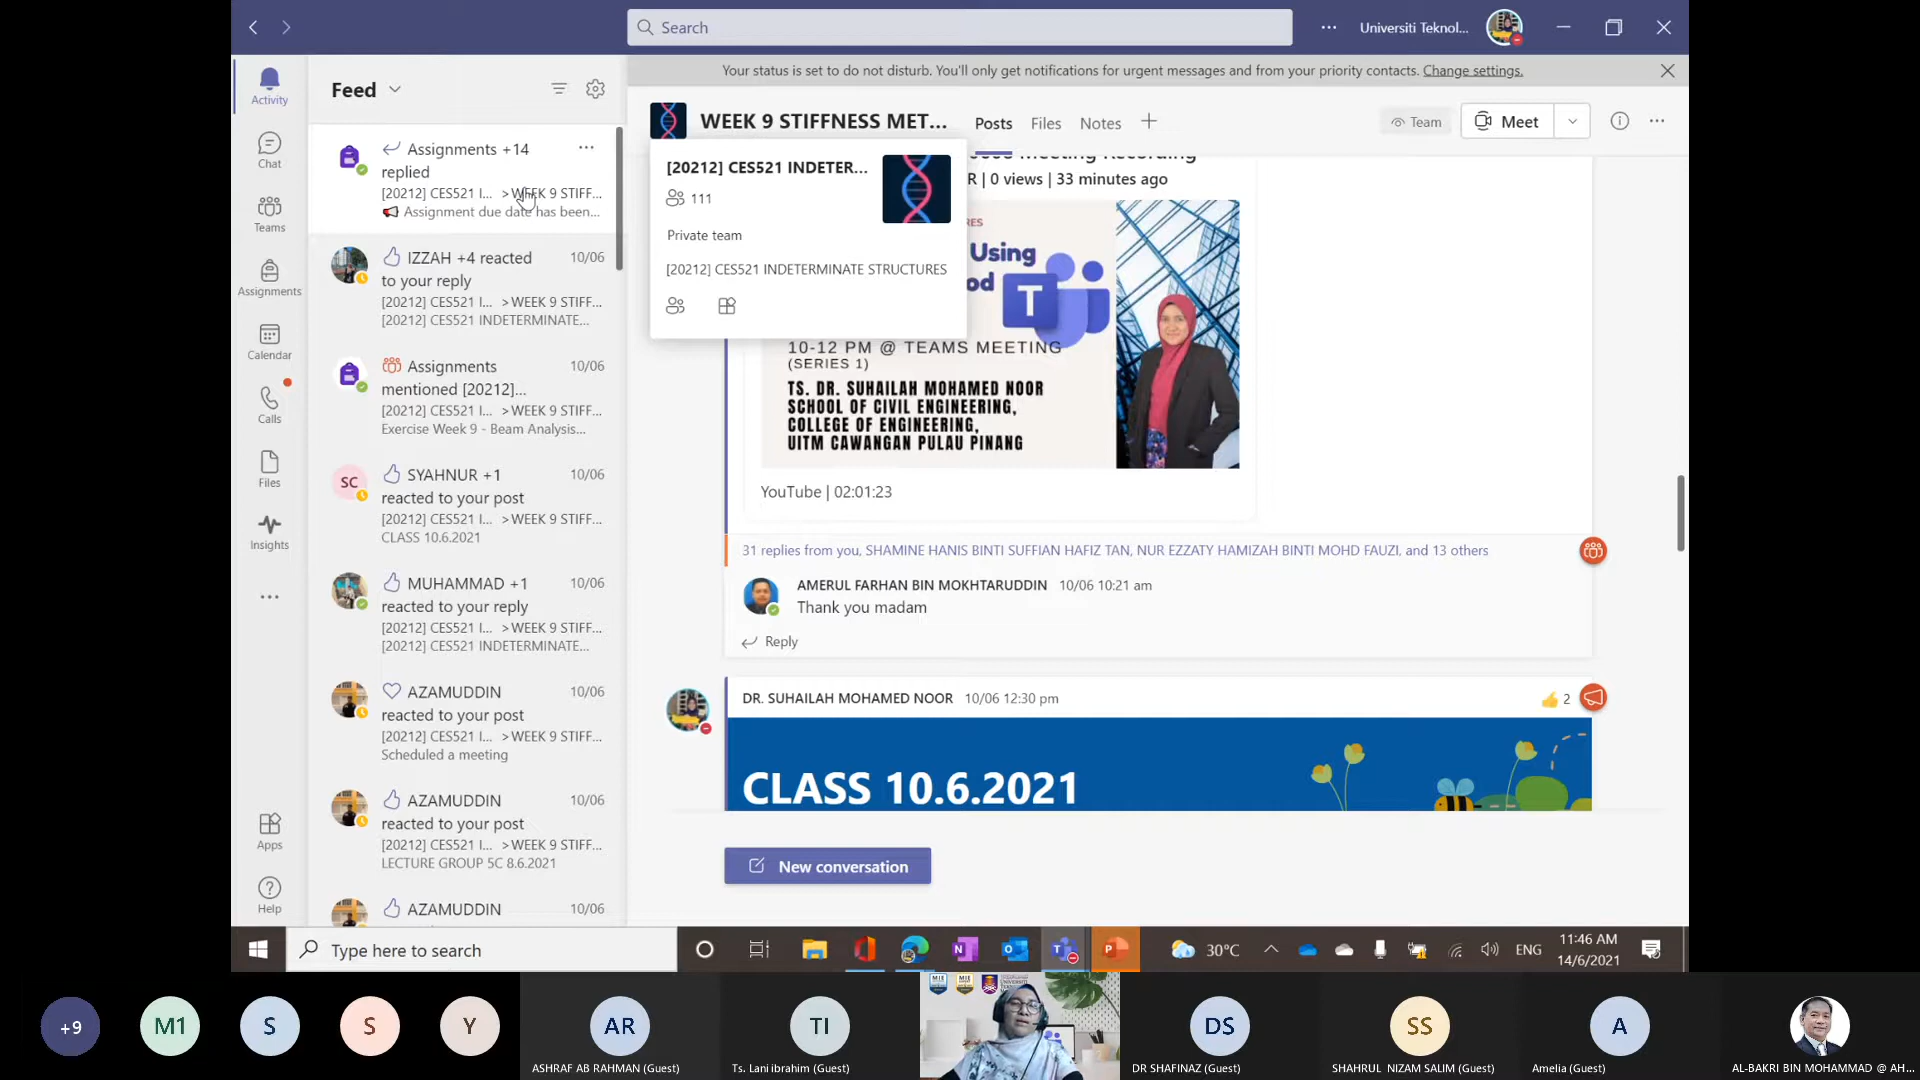 Search
Universiti Teknol...
Your status is set to do not disturb. You'll only get notifications for urgent messages and from your priority contacts. Change settings.
Activity
Chat
Teams
Assignments
Calendar
Calls
Files
Insights
Apps
Help
Feed
Assignments +14
replied
[20212] CES521 I... >WEEK 9 STIFF...
Assignment due date has been...
IZZAH +4 reacted 10/06
to your reply
[20212] CES521 I... >WEEK 9 STIFF...
[20212] CES521 INDETERMINATE...
Assignments 10/06
mentioned [20212]...
[20212] CES521 I... >WEEK 9 STIFF...
Exercise Week 9 - Beam Analysis...
SC
SYAHNUR +1 10/06
reacted to your post
[20212] CES521 I... >WEEK 9 STIFF...
CLASS 10.6.2021
MUHAMMAD +1 10/06
reacted to your reply
[20212] CES521 I... >WEEK 9 STIFF...
[20212] CES521 INDETERMINATE...
AZAMUDDIN 10/06
reacted to your post
[20212] CES521 I... >WEEK 9 STIFF...
Scheduled a meeting
AZAMUDDIN 10/06
reacted to your post
[20212] CES521 I... >WEEK 9 STIFF...
LECTURE GROUP 5C 8.6.2021
AZAMUDDIN 10/06
WEEK 9 STIFFNESS MET... Posts Files Notes
Team
Meet
[20212] CES521 INDETER...
111
Private team
[20212] CES521 INDETERMINATE STRUCTURES
Meeting Recording
R | 0 views | 33 minutes ago
RES
Using
od
T
10-12 PM @ TEAMS MEETING
(SERIES 1)
TS. DR. SUHAILAH MOHAMED NOOR
SCHOOL OF CIVIL ENGINEERING,
COLLEGE OF ENGINEERING,
UITM CAWANGAN PULAU PINANG
YouTube | 02:01:23
31 replies from you, SHAMINE HANIS BINTI SUFFIAN HAFIZ TAN, NUR EZZATY HAMIZAH BINTI MOHD FAUZI, and 13 others
AMERUL FARHAN BIN MOKHTARUDDIN 10/06 10:21 am
Thank you madam
Reply
DR. SUHAILAH MOHAMED NOOR 10/06 12:30 pm
2
CLASS 10.6.2021
New conversation
Type here to search
30°C
ENG
11:46 AM
14/6/2021
+9
M1
S
S
Y
AR
ASHRAF AB RAHMAN (Guest)
TI
Ts. Lani ibrahim (Guest)
DS
DR SHAFINAZ (Guest)
SS
SHAHRUL NIZAM SALIM (Guest)
A
Amelia (Guest)
AL-BAKRI BIN MOHAMMAD @ AH...